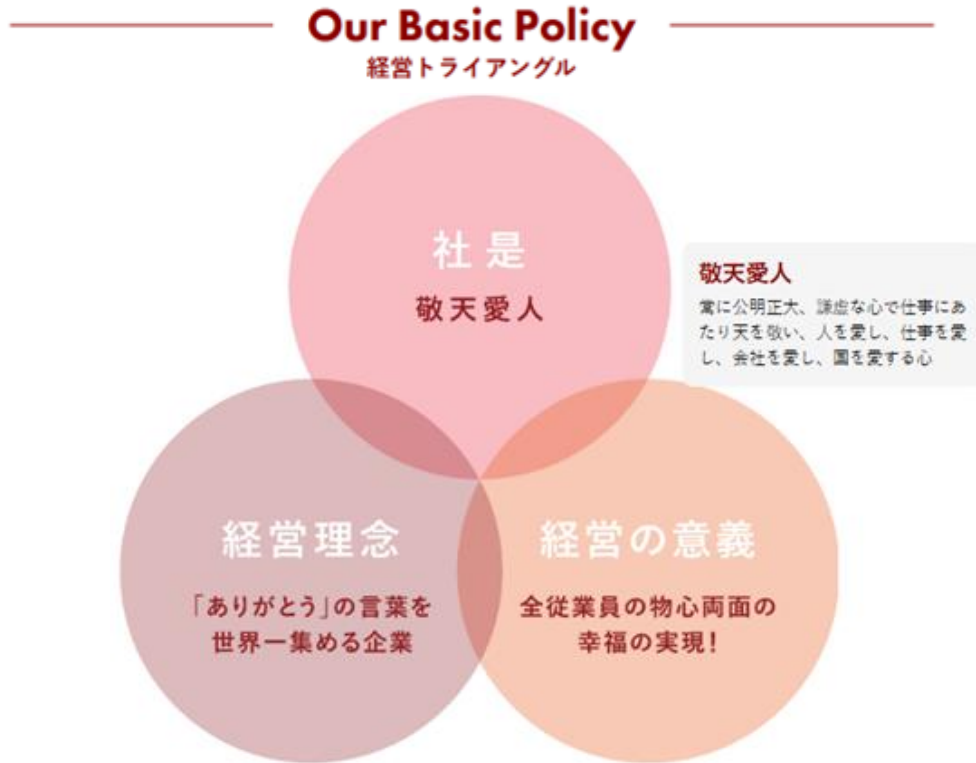 Our Basic Policy
経営トライアングル
社是
敬天愛人
敬天愛人
常に公明正大、謙虚な心で仕事にあ
たり天を敬い、人を愛し、仕事を愛
し、会社を愛し、国を愛する心
経営理念
「ありがとう」の言葉を
世界一集める企業
経営の意義
全従業員の物心両面の
幸福の実現!